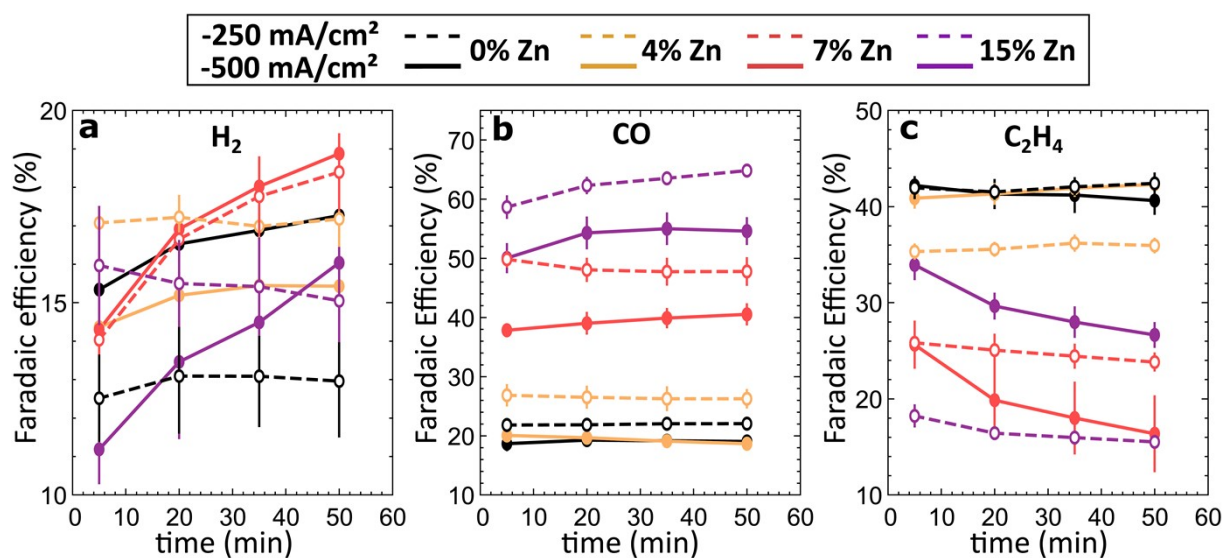 -250 mA/cm² 0% Zn 4% Zn 7% Zn 15% Zn
-500 mA/cm²
a H₂
Faradaic efficiency (%)
20
15
10
0 10 20 30 40 50 60
time (min)
b CO
Faradaic Efficiency (%)
70
60
50
40
30
20
10
0 10 20 30 40 50 60
time (min)
c C₂H₄
Faradaic Efficiency (%)
50
40
30
20
10
0 10 20 30 40 50 60
time (min)